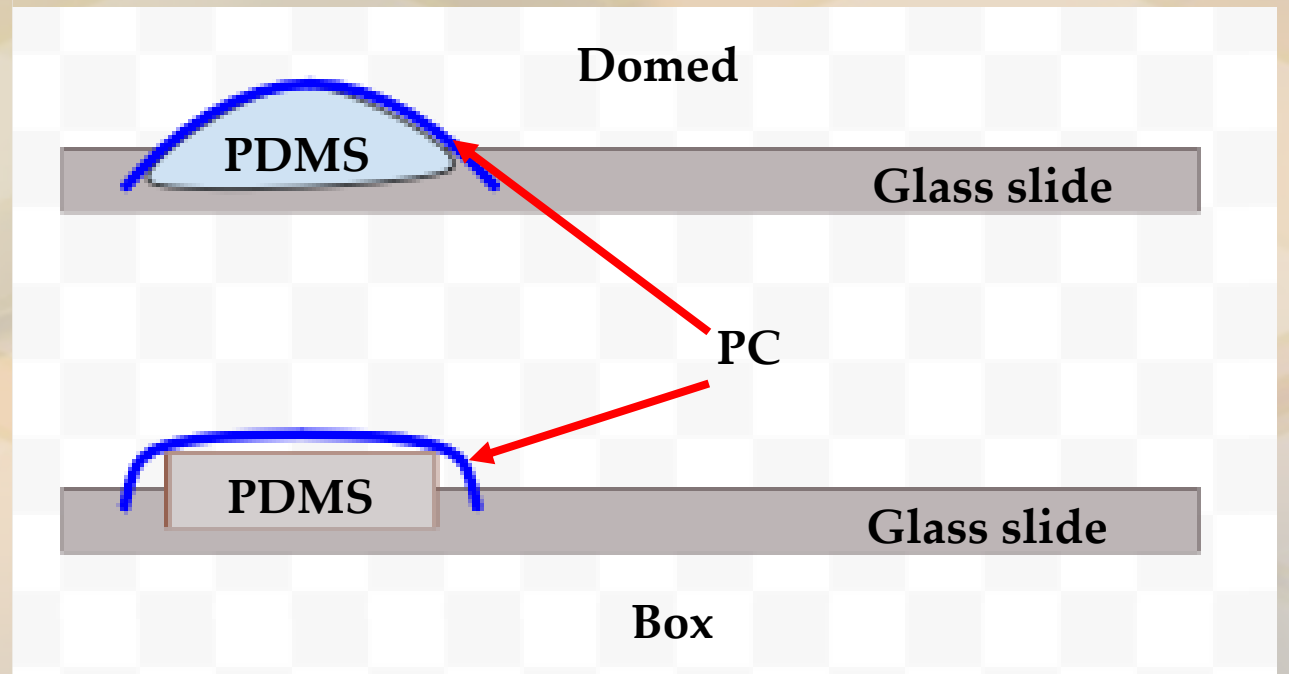 Domed
PDMS
Glass slide
PC
PDMS
Glass slide
Box